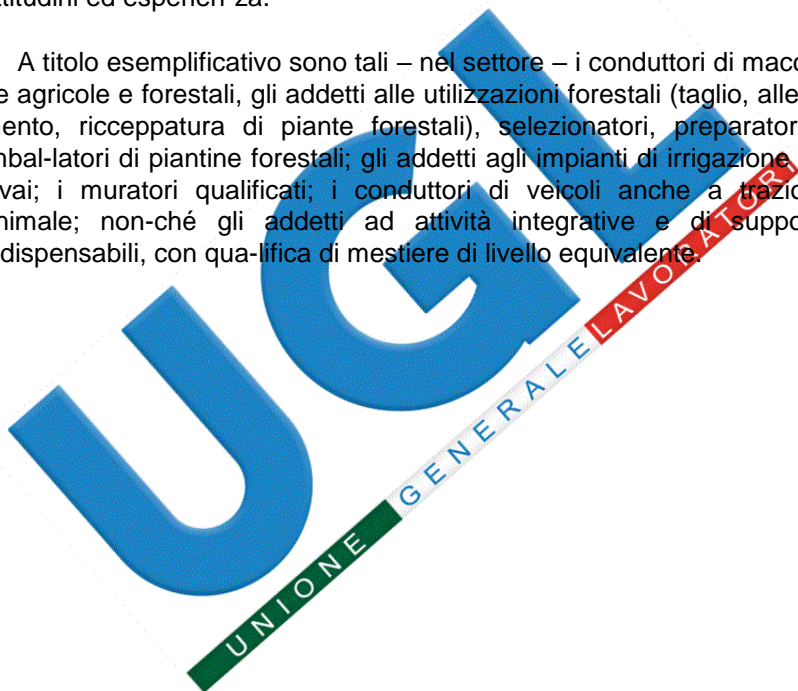 ttitudini ed esperien-za.
A titolo esemplificativo sono tali – nel settore – i conduttori di macc
e agricole e forestali, gli addetti alle utilizzazioni forestali (taglio, alle
ento, ricceppatura di piante forestali), selezionatori, preparator
nbal-latori di piantine forestali; gli addetti agli impianti di irrigazione
vai; i muratori qualificati; i conduttori di veicoli anche a trazio
nimale; non-ché gli addetti ad attività integrative e di suppo
dispensabili, con qua-lifica di mestiere di livello equivalente.
UGL
UNIONE GENERALE LAVORATORI